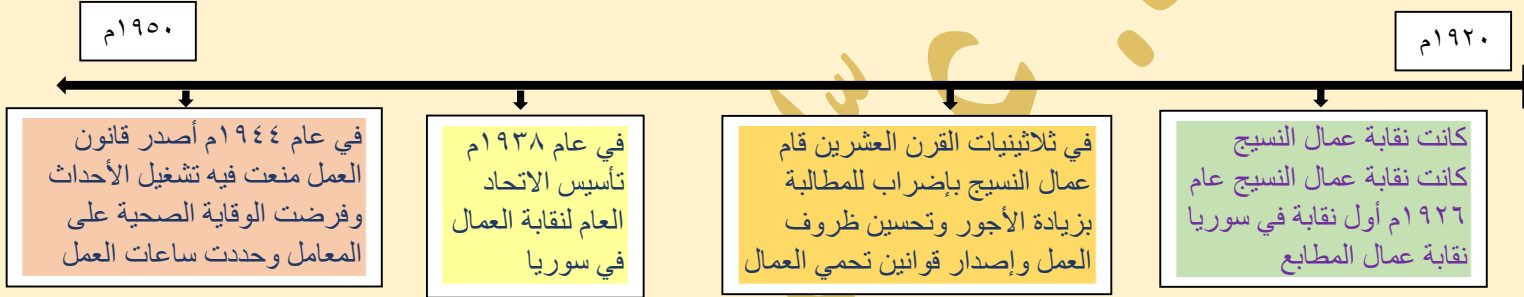 ١٩٢٠م
١٩٥٠م
كانت نقابة عمال النسيج
كانت نقابة عمال النسيج عام
١٩٢٦م أول نقابة في سوريا
نقابة عمال المطابع
في ثلاثينيات القرن العشرين قام
عمال النسيج بإضراب للمطالبة
بزيادة الأجور وتحسين ظروف
العمل وإصدار قوانين تحمي العمال
في عام ١٩٣٨م
تأسيس الاتحاد
العام لنقابة العمال
في سوريا
في عام ١٩٤٤م أصدر قانون
العمل منعت فيه تشغيل الأحداث
وفرضت الوقاية الصحية على
المعامل وحددت ساعات العمل